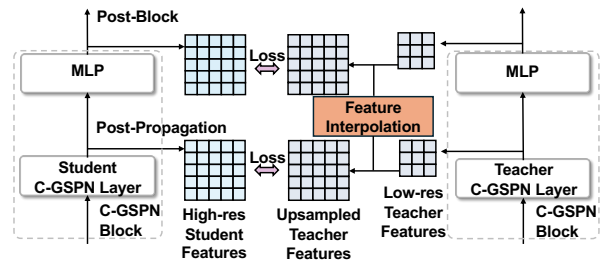 Post-Block
MLP
Loss
MLP
Feature
Interpolation
Post-Propagation
Student
C-GSPN Layer
Loss
Teacher
C-GSPN Layer
C-GSPN
Block
High-res
Student
Features
Upsampled
Teacher
Features
Low-res
Teacher
Features
C-GSPN
Block